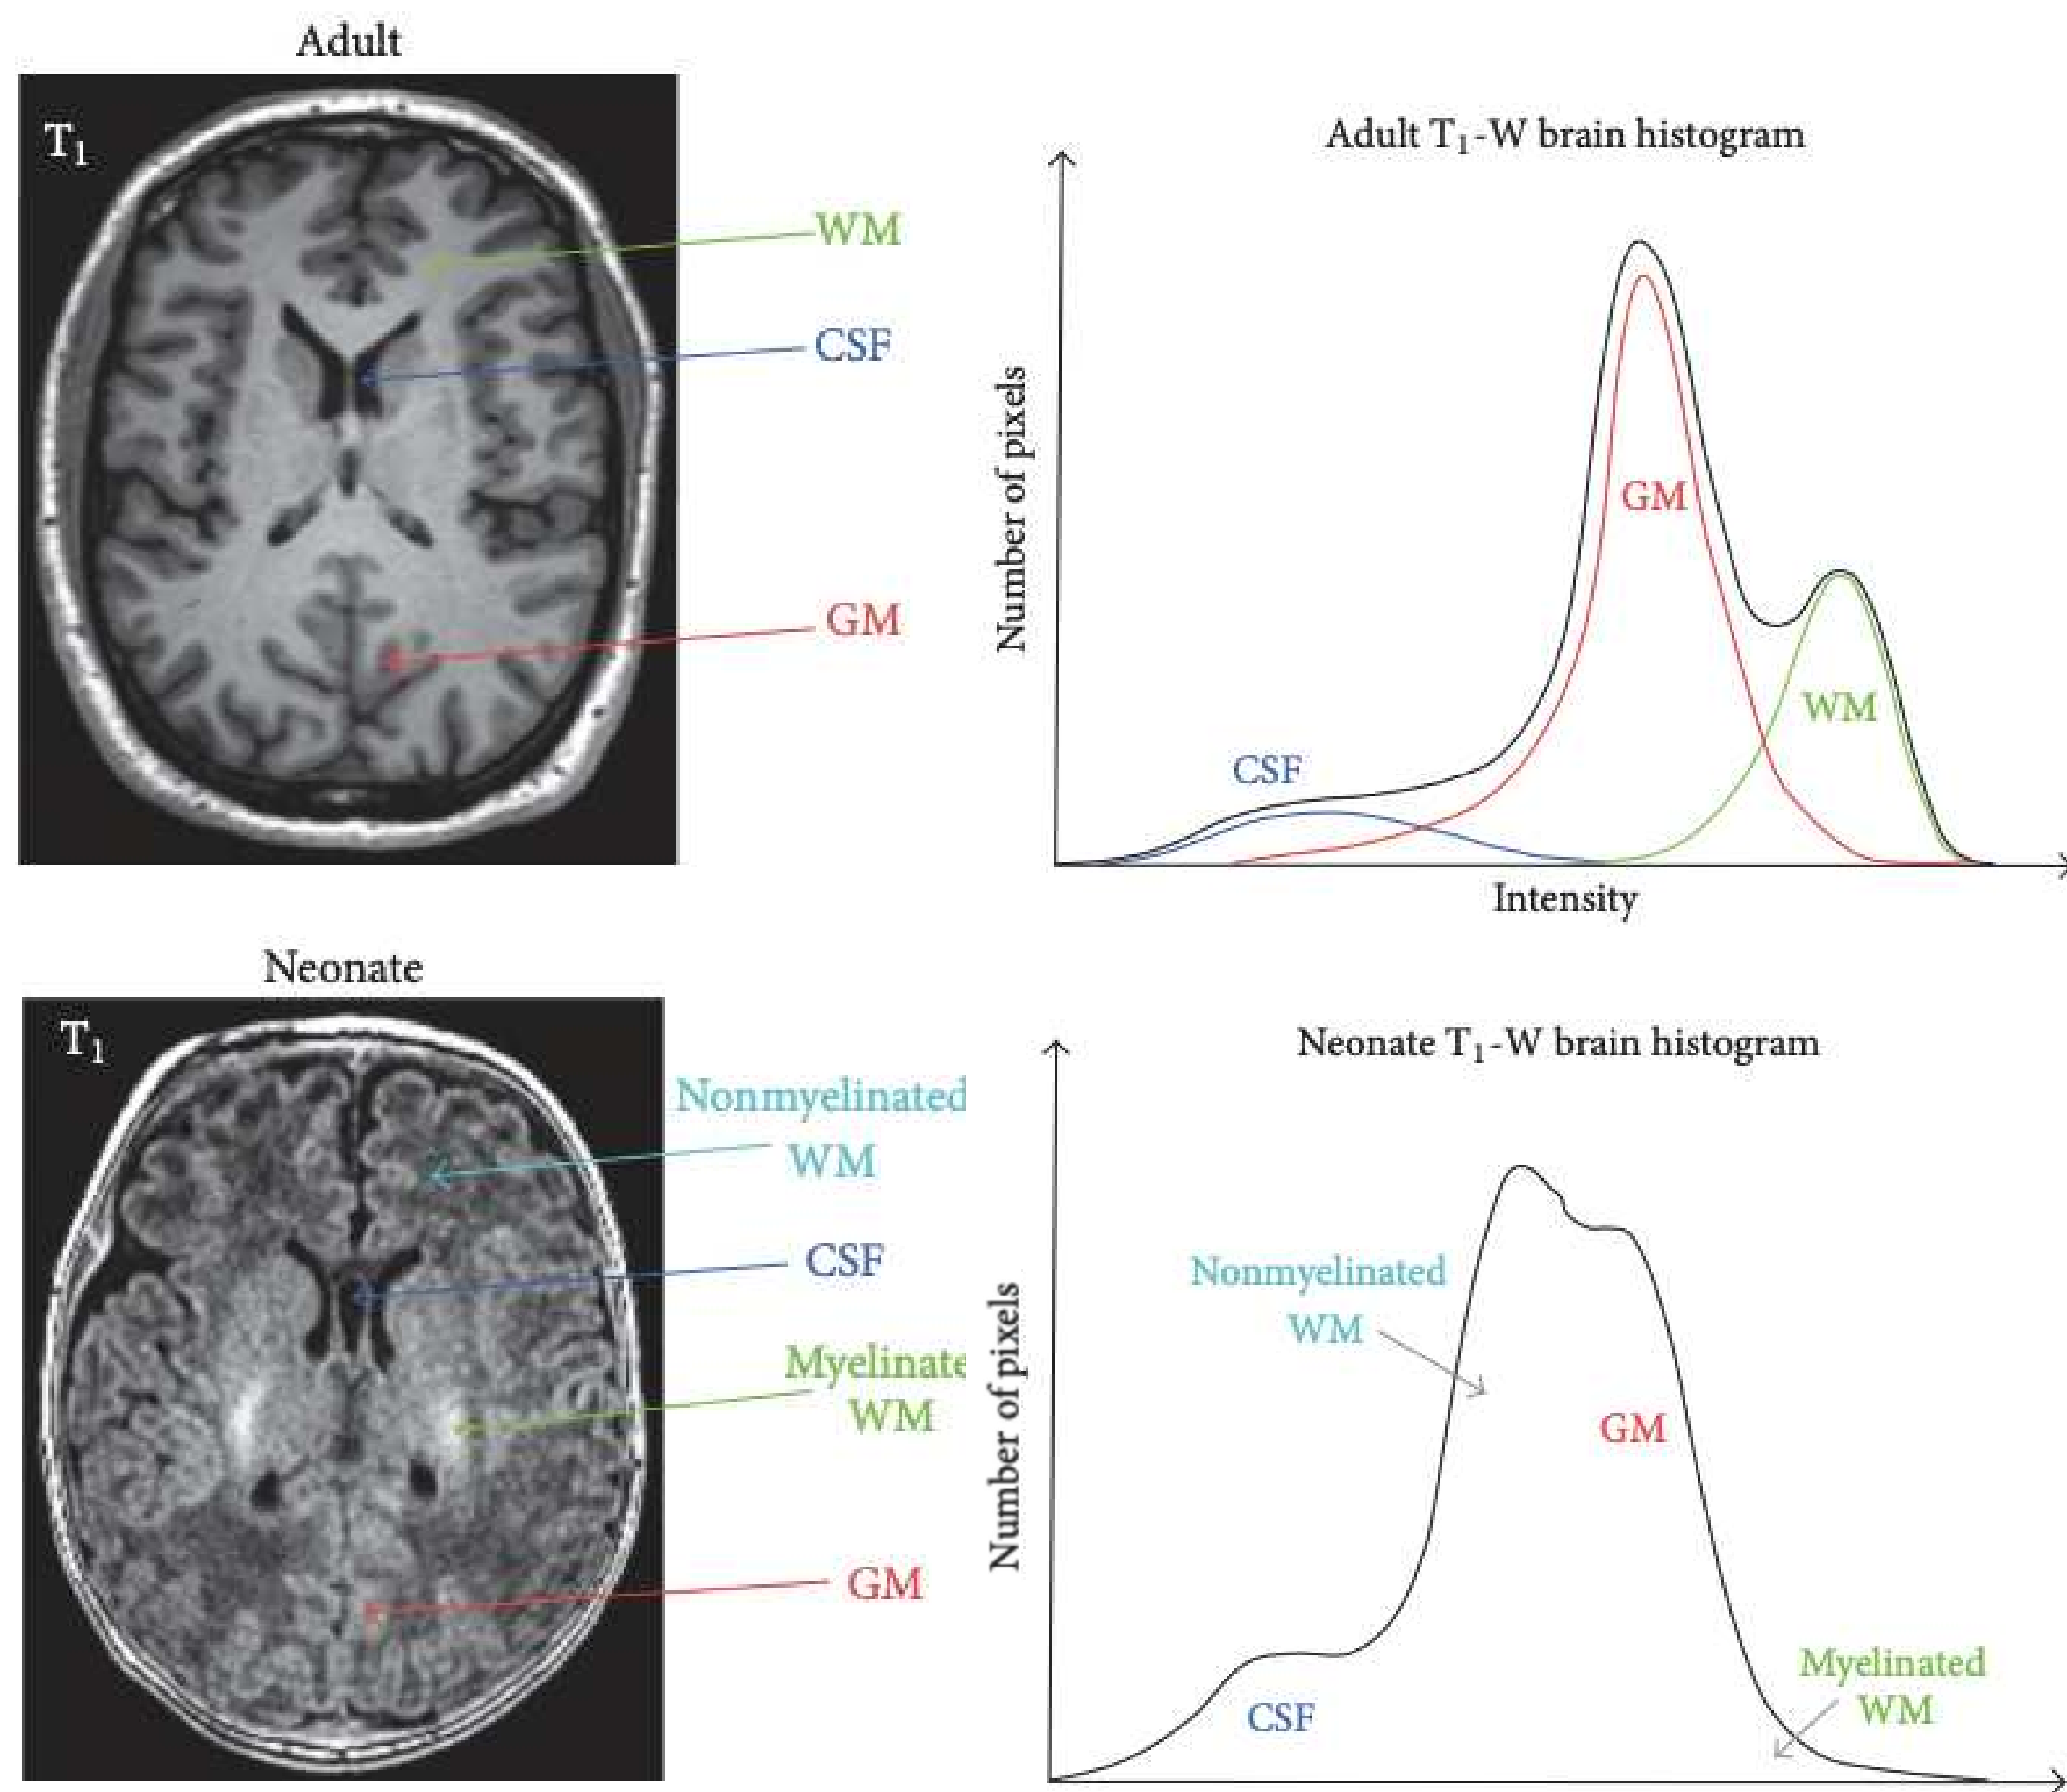 Adult
T1
WM
CSF
GM
Adult T1-W brain histogram
Number of pixels
GM
WM
CSF
Intensity
Neonate
T1
Nonmyelinated
WM
CSF
Myelinate
WM
GM
Neonate T1-W brain histogram
Number of pixels
Nonmyelinated
WM
GM
CSF
Myelinated
WM